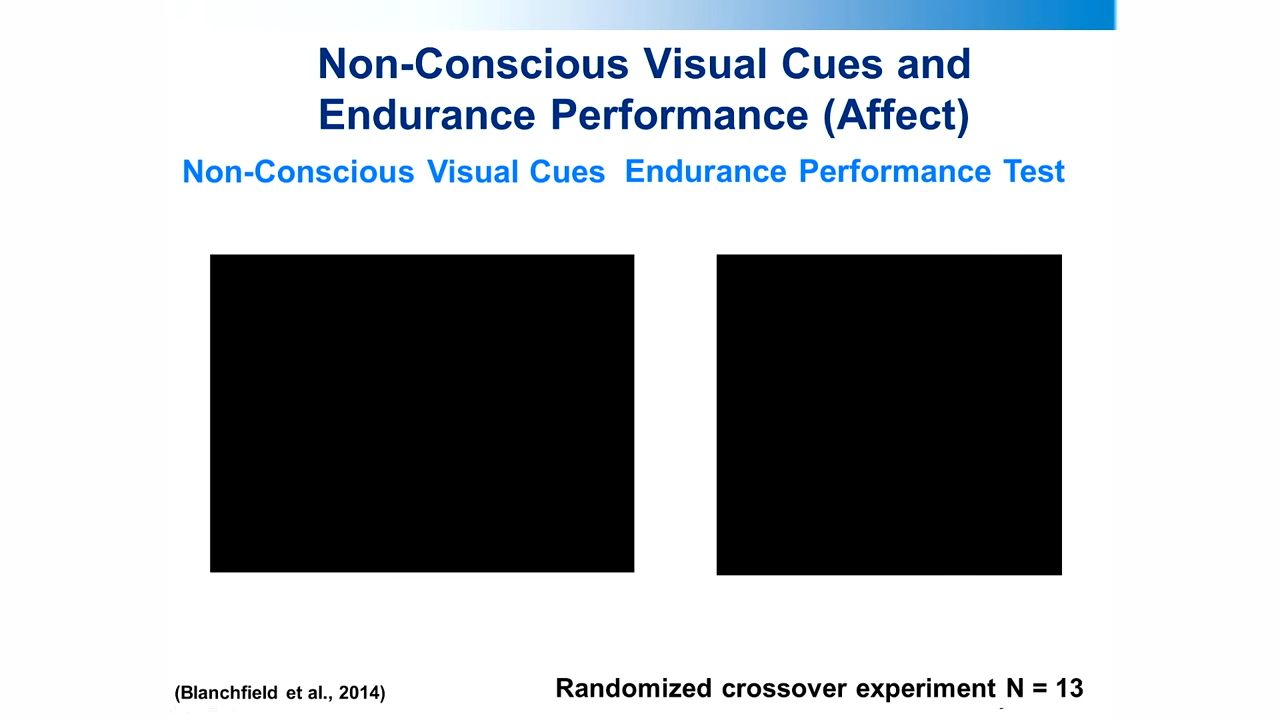 Non-Conscious Visual Cues and
Endurance Performance (Affect)
Non-Conscious Visual Cues Endurance Performance Test
(Blanchfield et al., 2014) Randomized crossover experiment N = 13